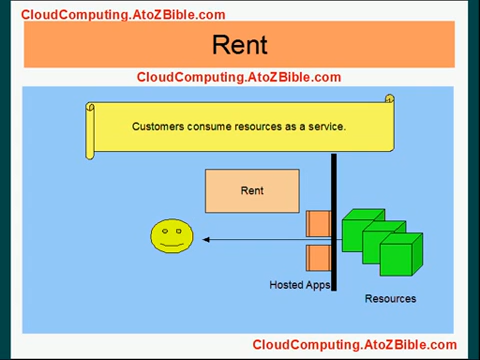 CloudComputing.AtoZBible.com
Rent
CloudComputing.AtoZBible.com
Customers consume resources as a service.
Rent
Hosted Apps
Resources
CloudComputing.AtoZBible.com